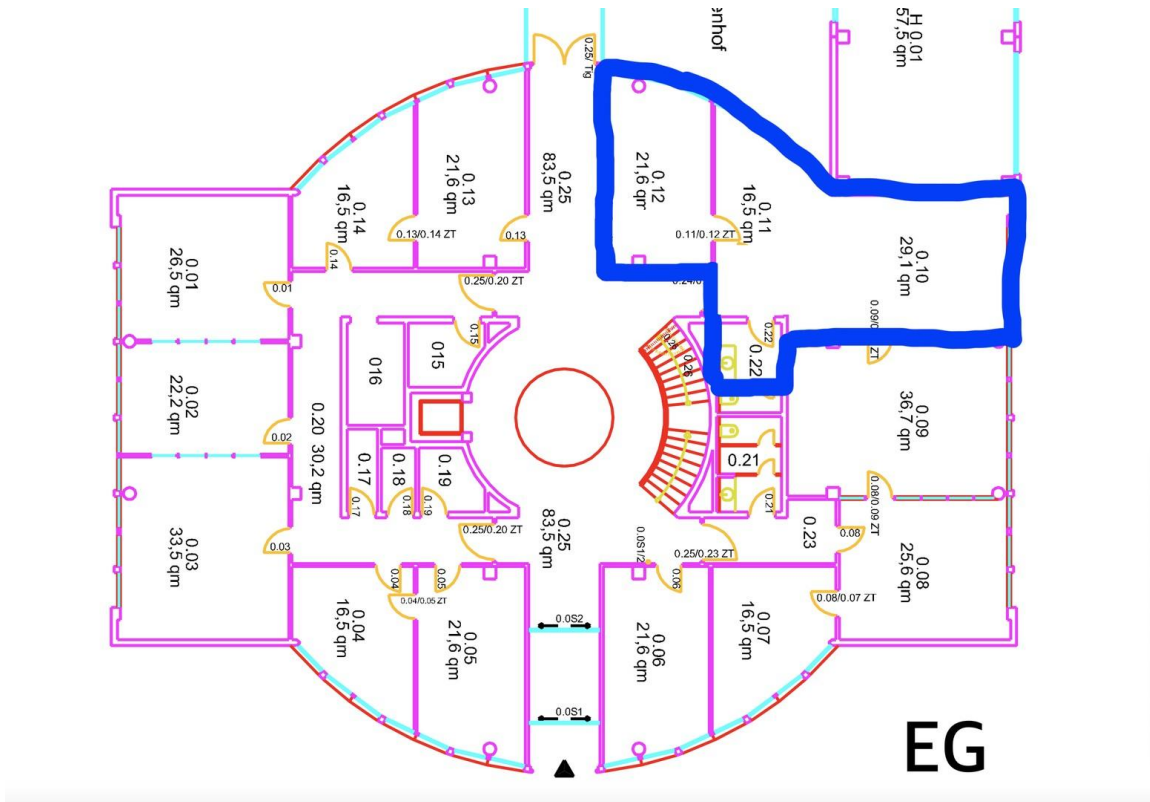 enhof
H 0.01
57,5 qm
0.25/ Tig
0.12
21,6 qm
0.11
16,5 qm
0.11/0.12 ZT
0.10
29,1 qm
0.13
21,6 qm
0.14
16,5 qm
0.13/0.14 ZT
0.13
0.14
0.25
83,5 qm
0.25/0.20 ZT
0.01
26,5 qm
0.01
0.02
22,2 qm
0.02
0.03
33,5 qm
0.03
0.20 30,2 qm
016
015
0.15
0.17
0.17
0.18
0.18
0.19
0.19
0.26
0.22
0.22
0.21
0.21
0.09
36,7 qm
0.08/0.09 ZT
0.23
0.08
0.08
25,6 qm
0.08/0.07 ZT
0.25/0.20 ZT
0.25
83,5 qm
0.0S1/2
0.25/0.23 ZT
0.04
0.05
0.04/0.05 ZT
0.04
16,5 qm
0.05
21,6 qm
0.0S2
0.0S1
0.06
0.06
21,6 qm
0.07
16,5 qm
EG